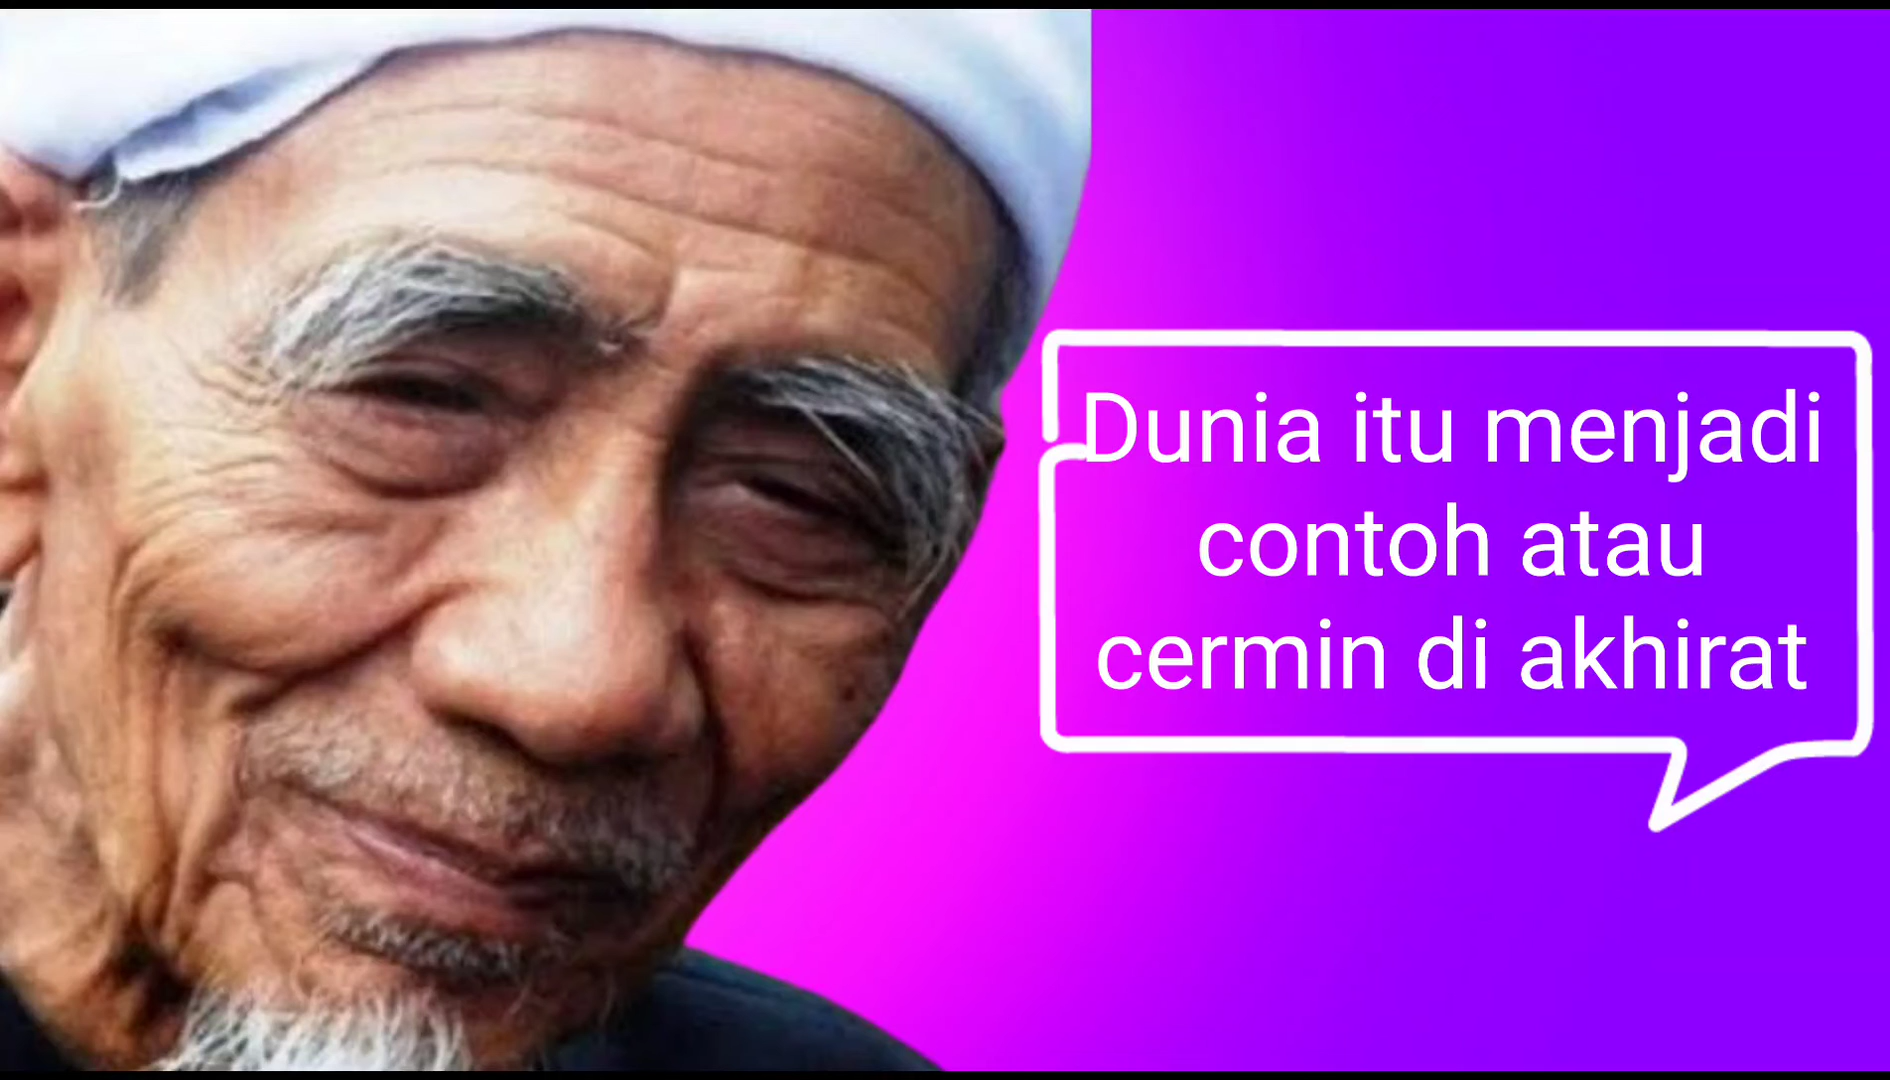 Dunia itu menjadi
contoh atau
cermin di akhirat